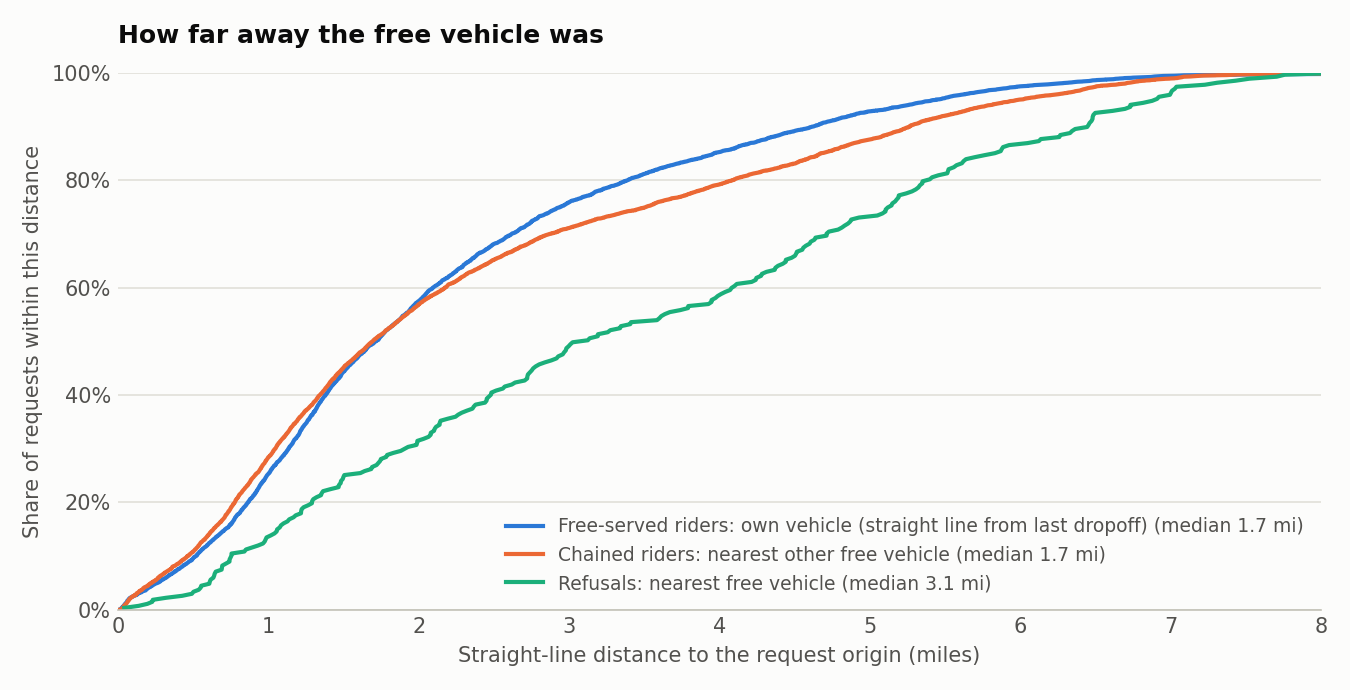 How far away the free vehicle was
Share of requests within this distance
100%
80%
60%
40%
20%
0%
Free-served riders: own vehicle (straight line from last dropoff) (median 1.7 mi)
Chained riders: nearest other free vehicle (median 1.7 mi)
Refusals: nearest free vehicle (median 3.1 mi)
0 1 2 3 4 5 6 7 8
Straight-line distance to the request origin (miles)